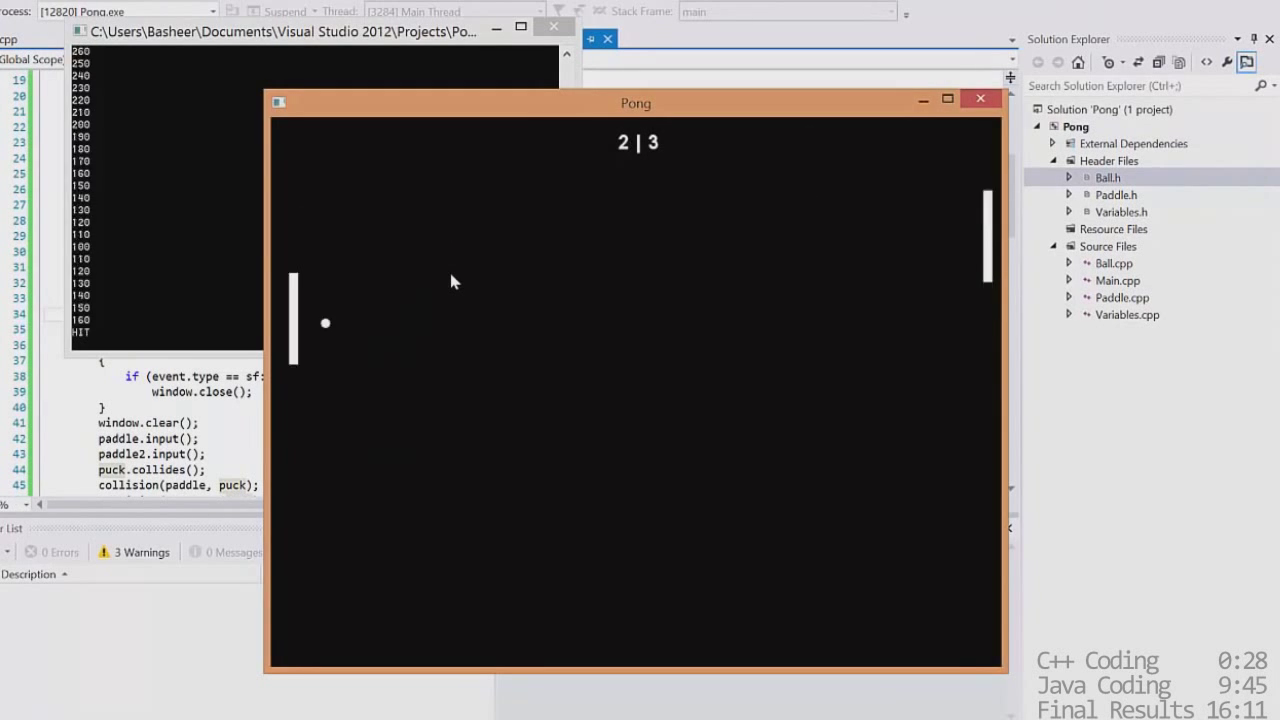 rocess: [12820] Pong.exe Suspend Thread: [3284] Main Thread Stack Frame: main
C:\Users\Basheer\Documents\Visual Studio 2012\Projects\Po...
cpp
Global Scope)
260
250
240
230
220
210
200
190
180
170
160
150
140
130
120
110
100
110
120
130
140
150
160
HIT
19
20
21
22
23
24
25
26
27
28
29
30
31
32
33
34
35
36
37 {
38 if (event.type == sf:
39 window.close();
40 }
41 window.clear();
42 paddle.input();
43 paddle2.input();
44 puck.collides();
45 collision(paddle, puck);
%
r List
0 Errors 3 Warnings 0 Messages
Description
Pong
2 | 3
Solution Explorer
Search Solution Explorer (Ctrl+;)
Solution 'Pong' (1 project)
Pong
External Dependencies
Header Files
Ball.h
Paddle.h
Variables.h
Resource Files
Source Files
Ball.cpp
Main.cpp
Paddle.cpp
Variables.cpp
C++ Coding 0:28
Java Coding 9:45
Final Results 16:11